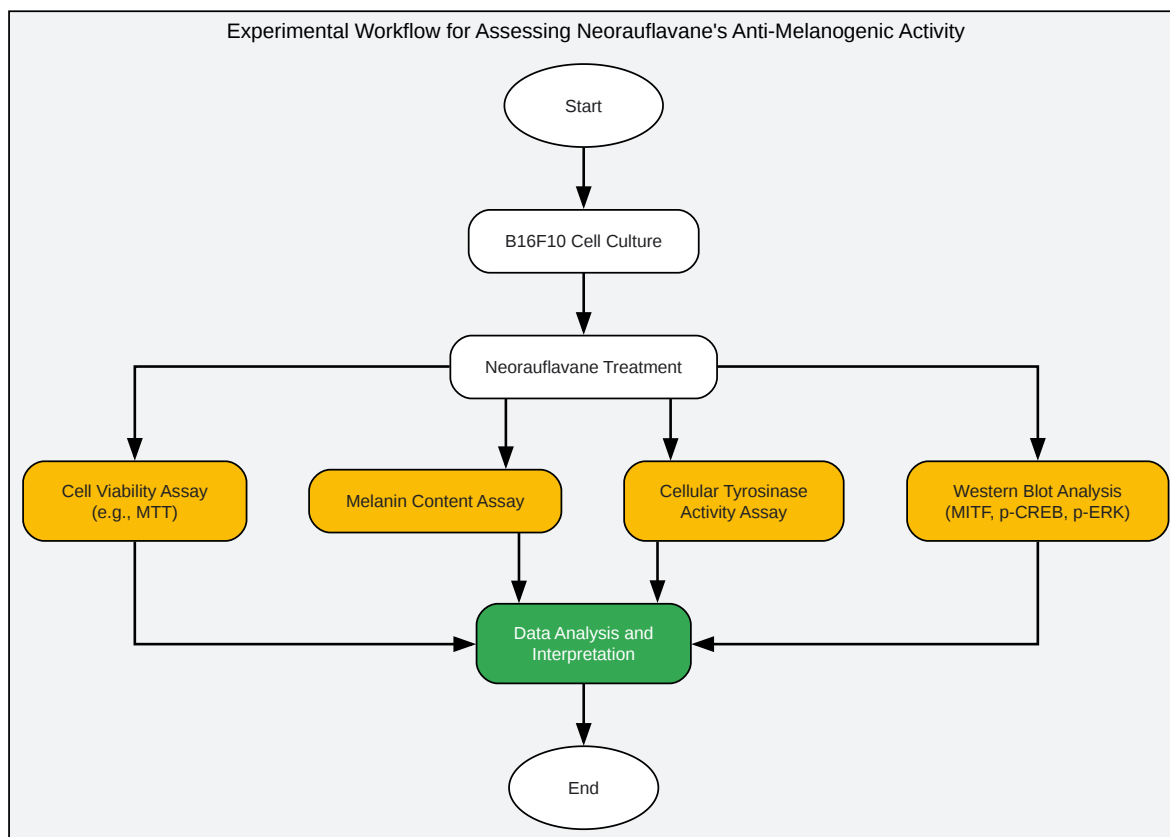 Experimental Workflow for Assessing Neorauflavane's Anti-Melanogenic Activity
Start
B16F10 Cell Culture
Neorauflavane Treatment
Cell Viability Assay
(e.g., MTT)
Melanin Content Assay
Cellular Tyrosinase
Activity Assay
Western Blot Analysis
(MITF, p-CREB, p-ERK)
Data Analysis and
Interpretation
End